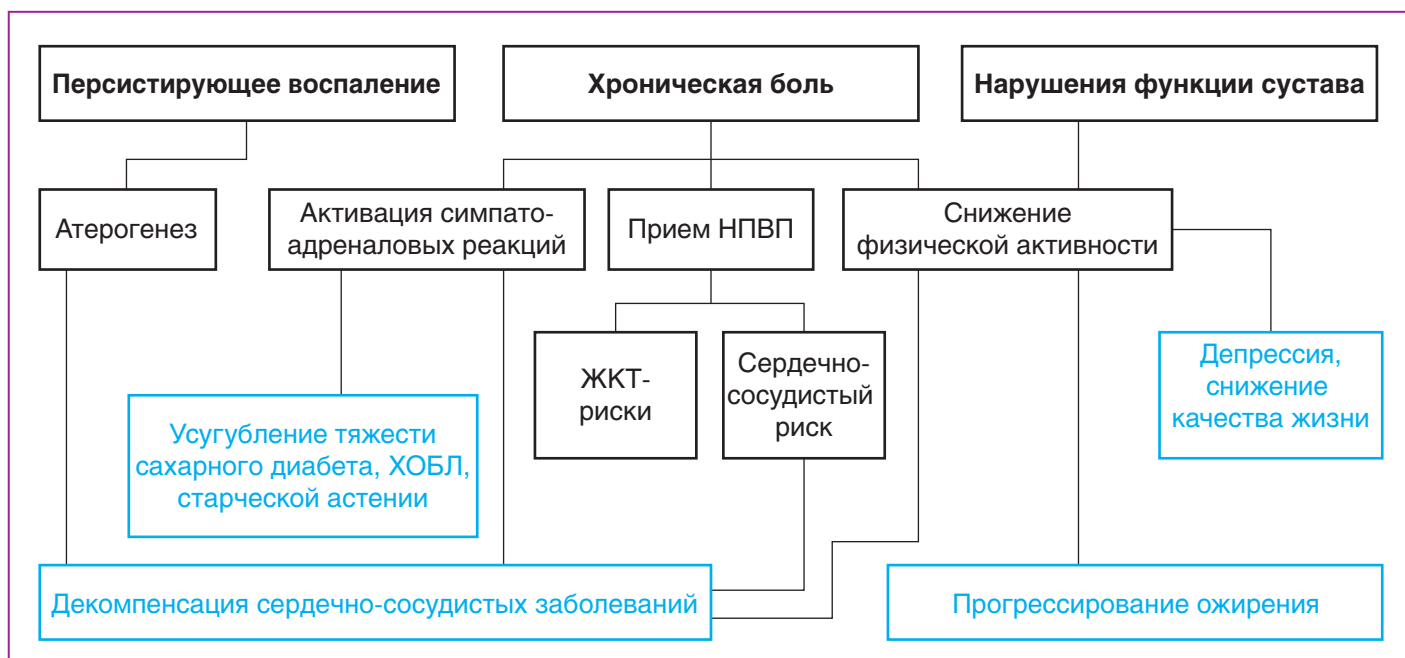 Персистирующее воспаление
Хроническая боль
Нарушения функции сустава
Атерогенез
Активация симпато-
адреналовых реакций
Прием НПВП
Снижение
физической активности
ЖКТ-
риски
Сердечно-
сосудистый
риск
Депрессия,
снижение
качества жизни
Усугубление тяжести
сахарного диабета, ХОБЛ,
старческой астении
Декомпенсация сердечно-сосудистых заболеваний
Прогрессирование ожирения